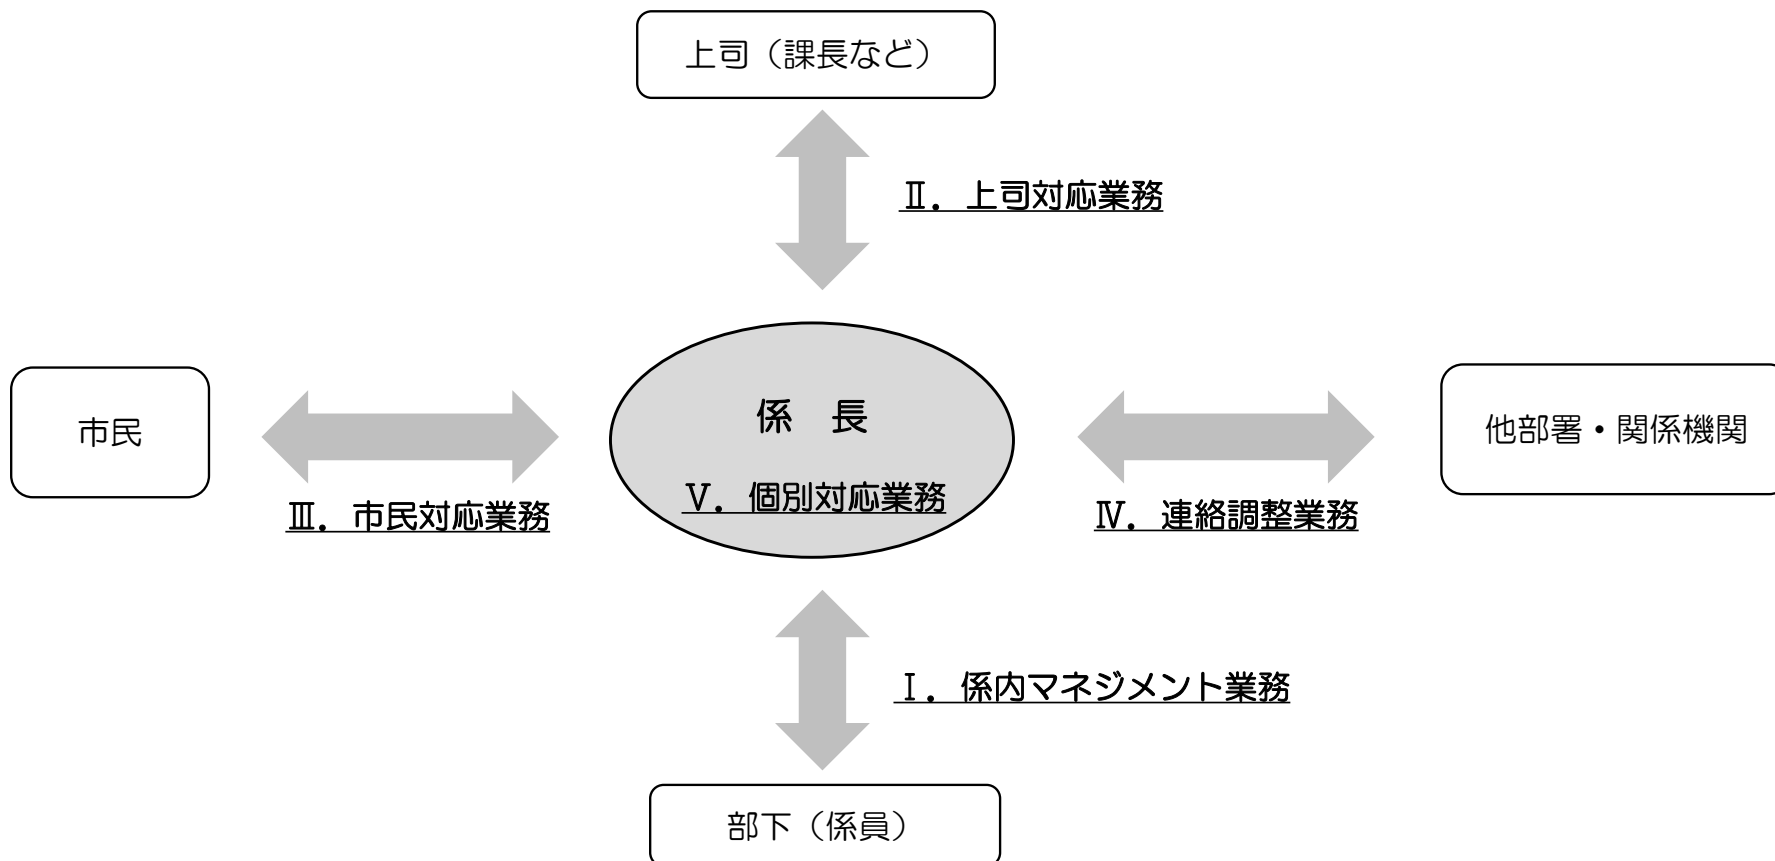 上司（課長など）
Ⅱ．上司対応業務
係　長
市民
他部署・関係機関
Ⅴ．個別対応業務
Ⅲ．市民対応業務
Ⅳ．連絡調整業務
Ⅰ．係内マネジメント業務
部下（係員）